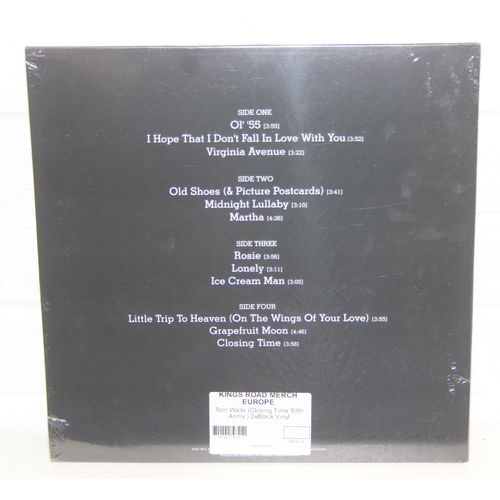 SIDE ONE
Ol' '55 [3:55]
I Hope That I Don't Fall In Love With You [3:52]
Virginia Avenue [3:22]
SIDE TWO
Old Shoes (& Picture Postcards) [3:41]
Midnight Lullaby [3:10]
Martha [4:26]
SIDE THREE
Rosie [3:56]
Lonely [3:11]
Ice Cream Man [3:05]
SIDE FOUR
Little Trip To Heaven (On The Wings Of Your Love) [3:55]
Grapefruit Moon [4:46]
Closing Time [3:56]
KINGS ROAD MERCH
EUROPE
Tom Waits (Closing Time 50th
Anniv.) 2xBlack Vinyl